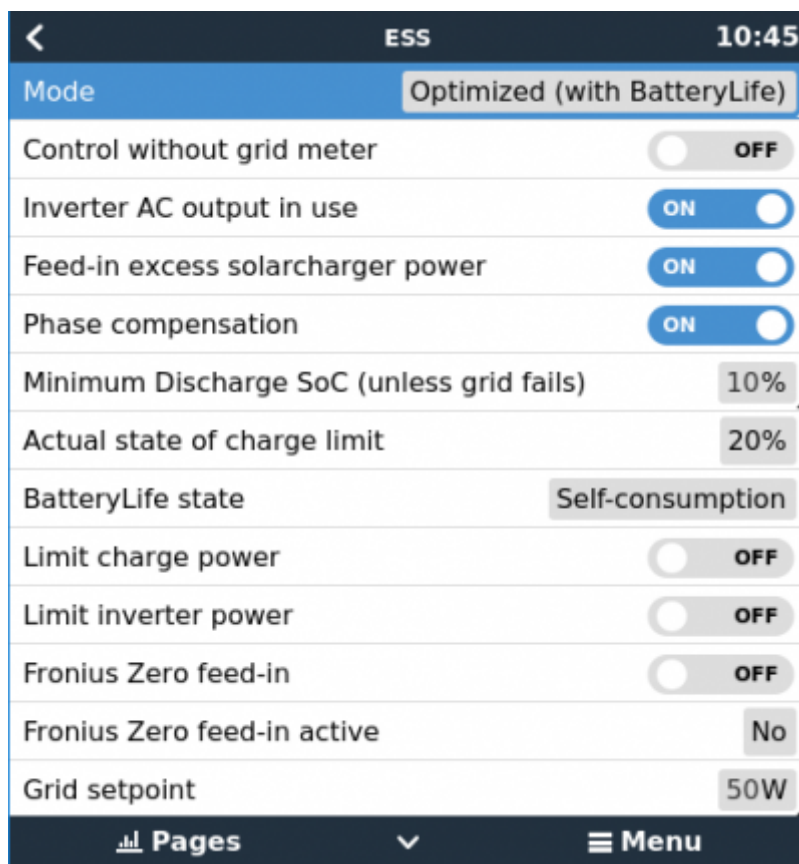 ESS 10:45
Mode Optimized (with BatteryLife)
Control without grid meter OFF
Inverter AC output in use ON
Feed-in excess solarcharger power ON
Phase compensation ON
Minimum Discharge SoC (unless grid fails) 10%
Actual state of charge limit 20%
BatteryLife state Self-consumption
Limit charge power OFF
Limit inverter power OFF
Fronius Zero feed-in OFF
Fronius Zero feed-in active No
Grid setpoint 50W
Pages Menu